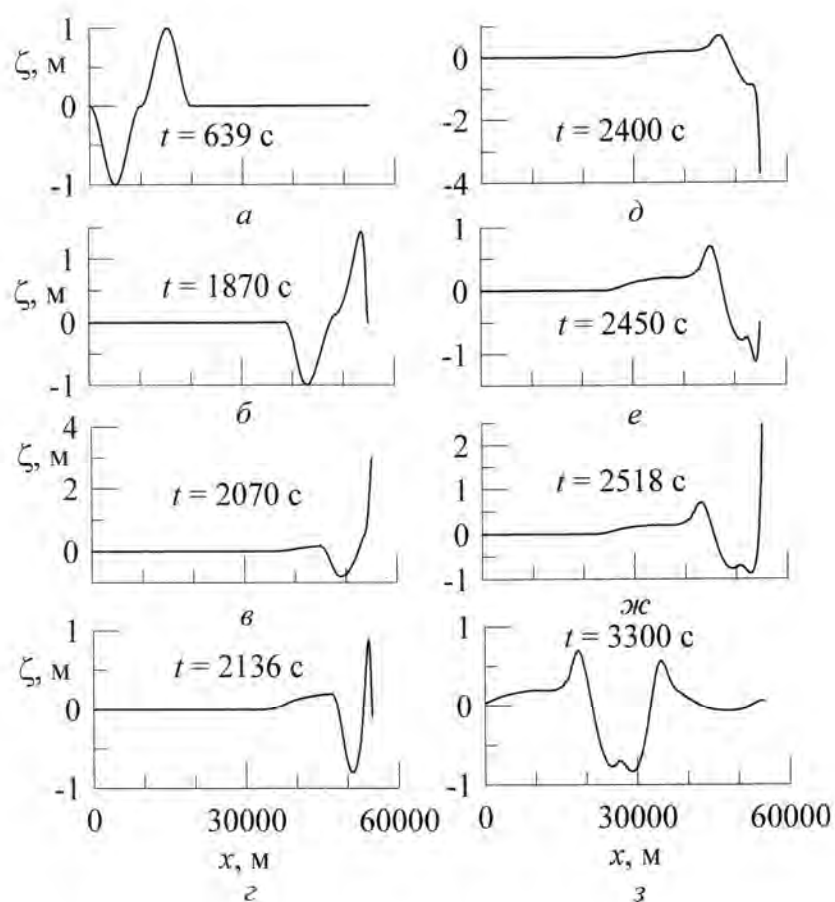 1
ζ, м
0
t = 639 с
-1
а
1
ζ, м
t = 1870 с
0
-1
б
4
ζ, м
2
t = 2070 с
0
в
1
t = 2136 с
ζ, м
0
-1
0 30000 60000
x, м
г
0
t = 2400 с
-2
-4
д
1
0
t = 2450 с
-1
е
2
t = 2518 с
1
0
-1
ж
1
t = 3300 с
0
-1
0 30000 60000
x, м
з